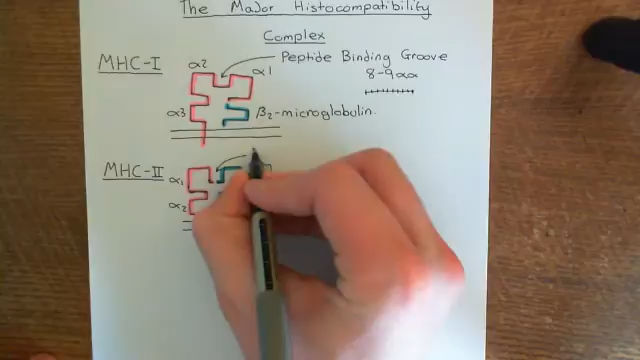 The Major Histocompatibility
Complex
MHC-I
α2
Peptide Binding Groove
α1
8-9aa
α3
β2-microglobulin.
MHC-II
α1
α2